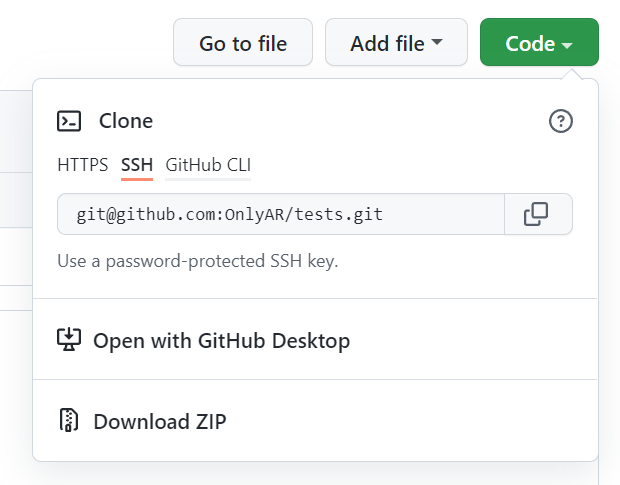 Go to file Add file Code
Clone
HTTPS SSH GitHub CLI
git@github.com:OnlyAR/tests.git
Use a password-protected SSH key.
Open with GitHub Desktop
Download ZIP